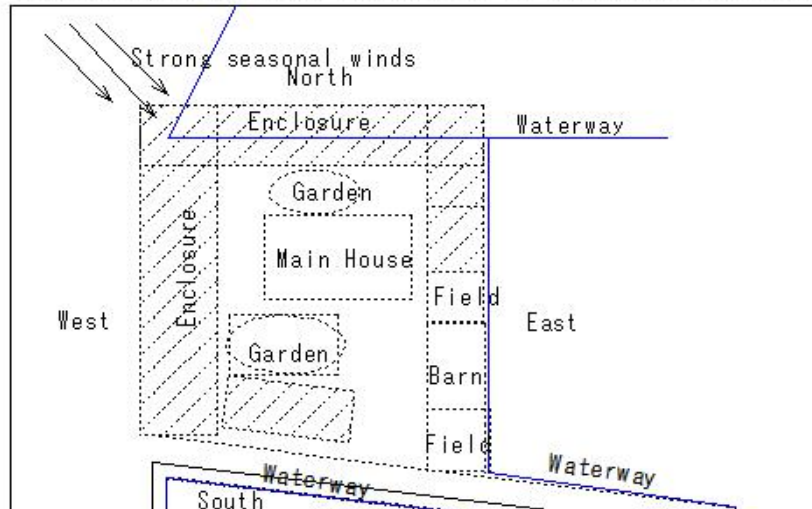 Strong seasonal winds
North
Enclosure
Waterway
Garden
Enclosure
Main House
Field
West
East
Garden
Barn
Field
Waterway
Waterway
South